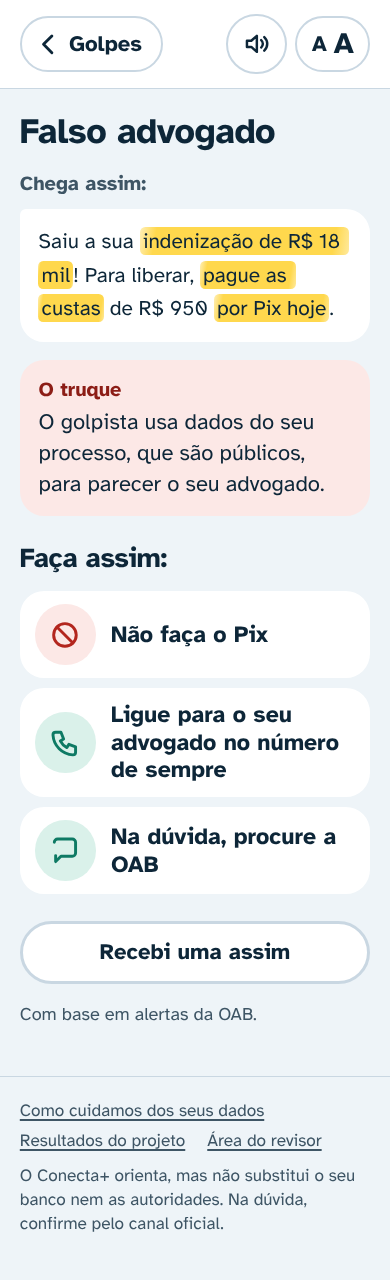 Golpes
A A
Falso advogado
Chega assim:
Saiu a sua indenização de R$ 18
mil! Para liberar, pague as
custas de R$ 950 por Pix hoje.
O truque
O golpista usa dados do seu
processo, que são públicos,
para parecer o seu advogado.
Faça assim:
Não faça o Pix
Ligue para o seu
advogado no número
de sempre
Na dúvida, procure a
OAB
Recebi uma assim
Com base em alertas da OAB.
Como cuidamos dos seus dados
Resultados do projeto Área do revisor
O Conecta+ orienta, mas não substitui o seu
banco nem as autoridades. Na dúvida,
confirme pelo canal oficial.